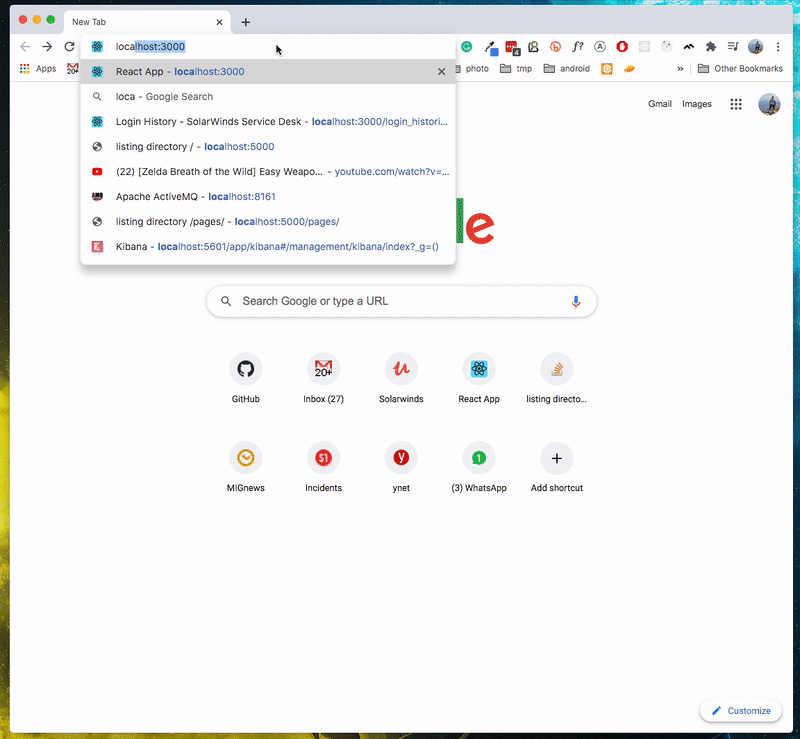 New Tab
localhost:3000
React App - localhost:3000
loca - Google Search
Login History - SolarWinds Service Desk - localhost:3000/login_histori...
listing directory / - localhost:5000
(22) [Zelda Breath of the Wild] Easy Weapo... - youtube.com/watch?v=...
Apache ActiveMQ - localhost:8161
listing directory /pages/ - localhost:5000/pages/
Kibana - localhost:5601/app/kibana#/management/kibana/index?_g=()
Apps
20+
photo
tmp
android
»
Other Bookmarks
Gmail
Images
le
Search Google or type a URL
GitHub
20+
Inbox (27)
Solarwinds
React App
listing directo...
MIGnews
S1
Incidents
y
ynet
1
(3) WhatsApp
Add shortcut
Customize